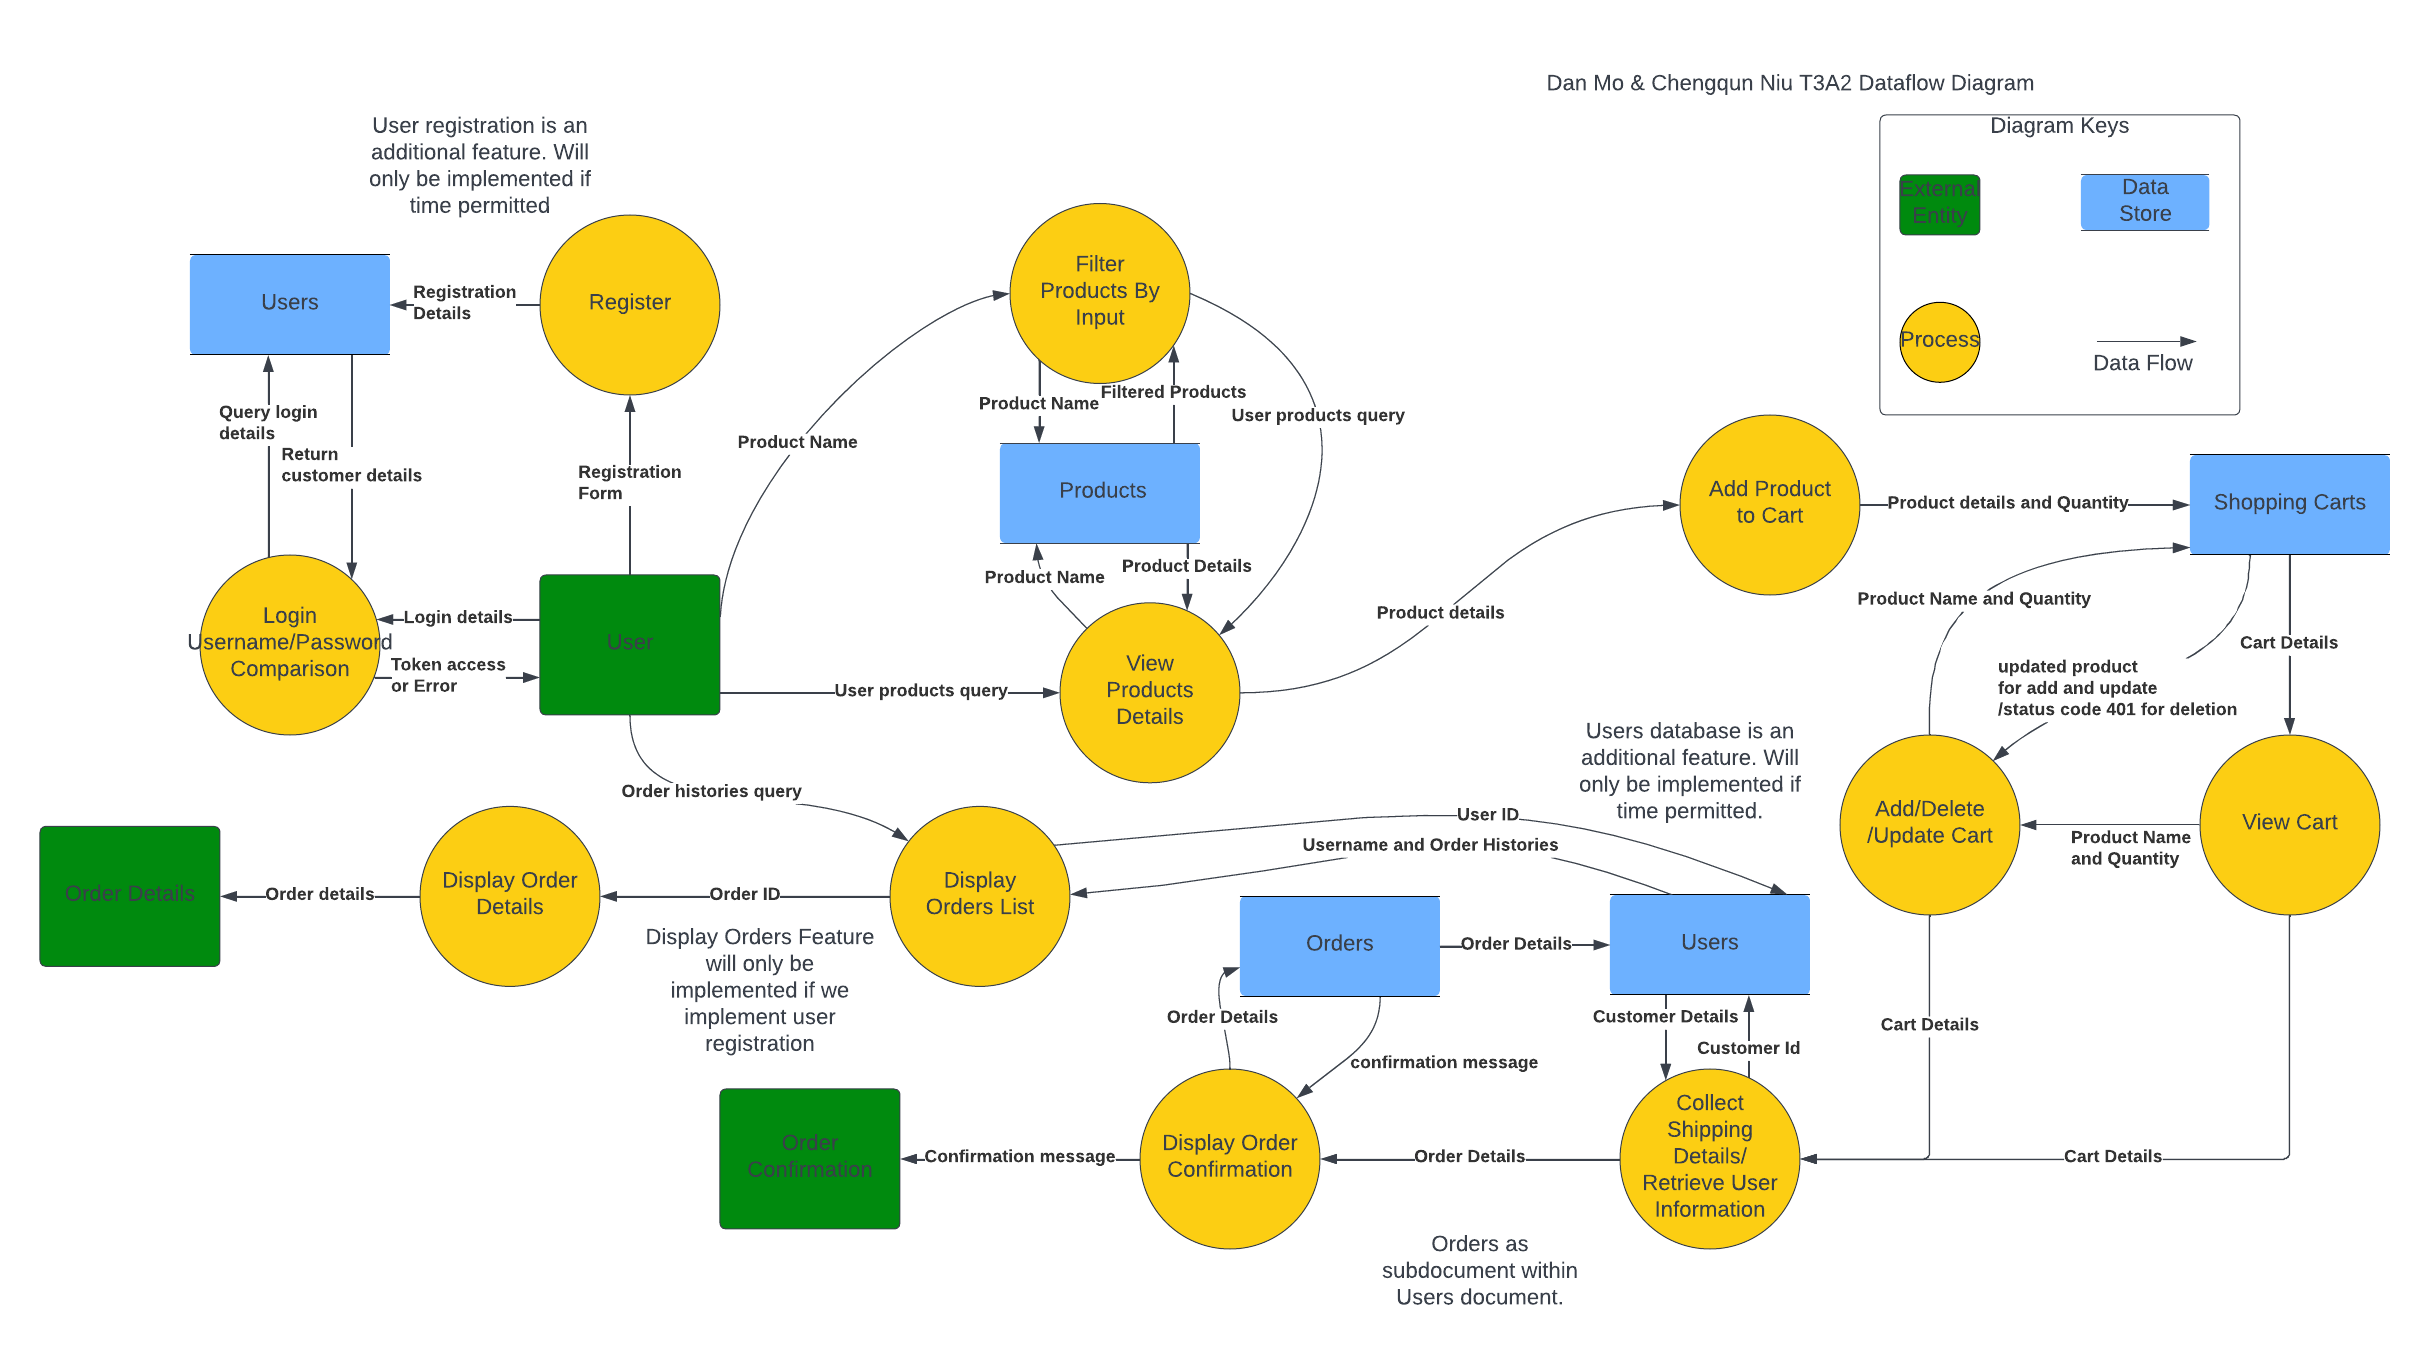 Dan Mo & Chengqun Niu T3A2 Dataflow Diagram
Diagram Keys
External
Entity
Data
Store
Process
Data Flow
User registration is an
additional feature. Will
only be implemented if
time permitted
Users
Registration
Details
Register
Query login
details
Return
customer details
Registration
Form
Login
Username/Password
Comparison
Login details
Token access
or Error
User
Product Name
Filter
Products By
Input
Product Name
Filtered Products
User products query
Products
Product Name
Product Details
User products query
View
Products
Details
Product details
Add Product
to Cart
Product details and Quantity
Shopping Carts
Product Name and Quantity
Cart Details
updated product
for add and update
/status code 401 for deletion
Users database is an
additional feature. Will
only be implemented if
time permitted.
Add/Delete
/Update Cart
Product Name
and Quantity
View Cart
Order histories query
User ID
Username and Order Histories
Order Details
Order details
Display Order
Details
Order ID
Display
Orders List
Display Orders Feature
will only be
implemented if we
implement user
registration
Orders
Order Details
Users
Order Details
confirmation message
Customer Details
Customer Id
Cart Details
Order
Confirmation
Confirmation message
Display Order
Confirmation
Order Details
Collect
Shipping
Details/
Retrieve User
Information
Cart Details
Orders as
subdocument within
Users document.